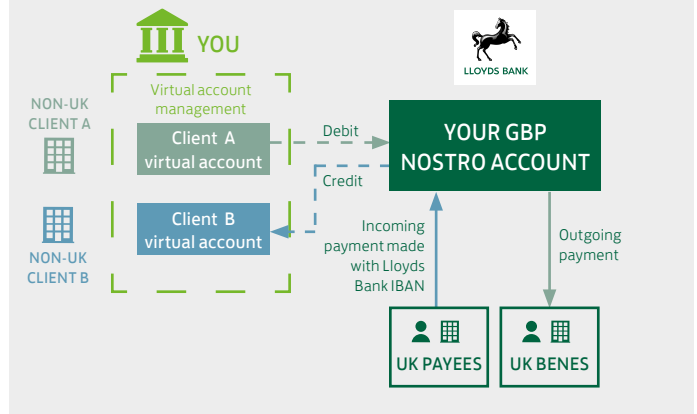 YOU
LLOYDS BANK
Virtual account
management
NON-UK
CLIENT A
Client A
virtual account
Debit
YOUR GBP
NOSTRO ACCOUNT
Credit
Client B
virtual account
NON-UK
CLIENT B
Incoming
payment made
with Lloyds
Bank IBAN
Outgoing
payment
UK PAYEES
UK BENES